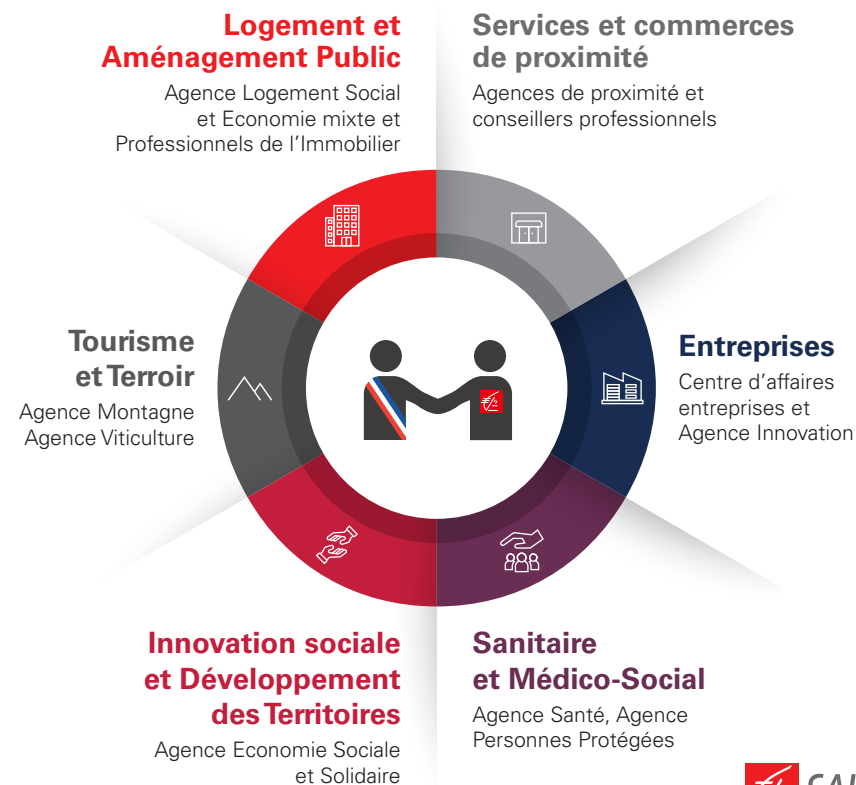 Logement et
Aménagement Public
Agence Logement Social
et Economie mixte et
Professionnels de l'Immobilier
Services et commerces
de proximité
Agences de proximité et
conseillers professionnels
Tourisme
et Terroir
Agence Montagne
Agence Viticulture
Entreprises
Centre d'affaires
entreprises et
Agence Innovation
Innovation sociale
et Développement
des Territoires
Agence Economie Sociale
et Solidaire
Sanitaire
et Médico-Social
Agence Santé, Agence
Personnes Protégées